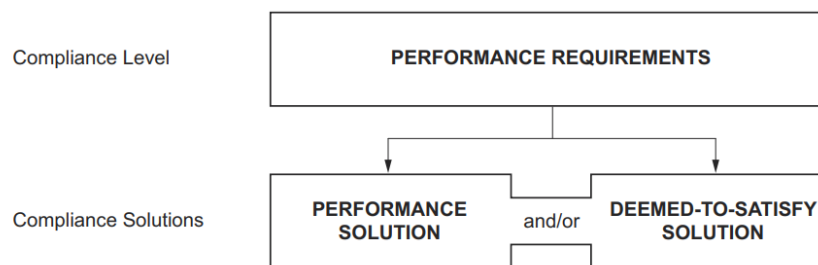 Compliance Level
PERFORMANCE REQUIREMENTS
Compliance Solutions
PERFORMANCE
SOLUTION
and/or
DEEMED-TO-SATISFY
SOLUTION